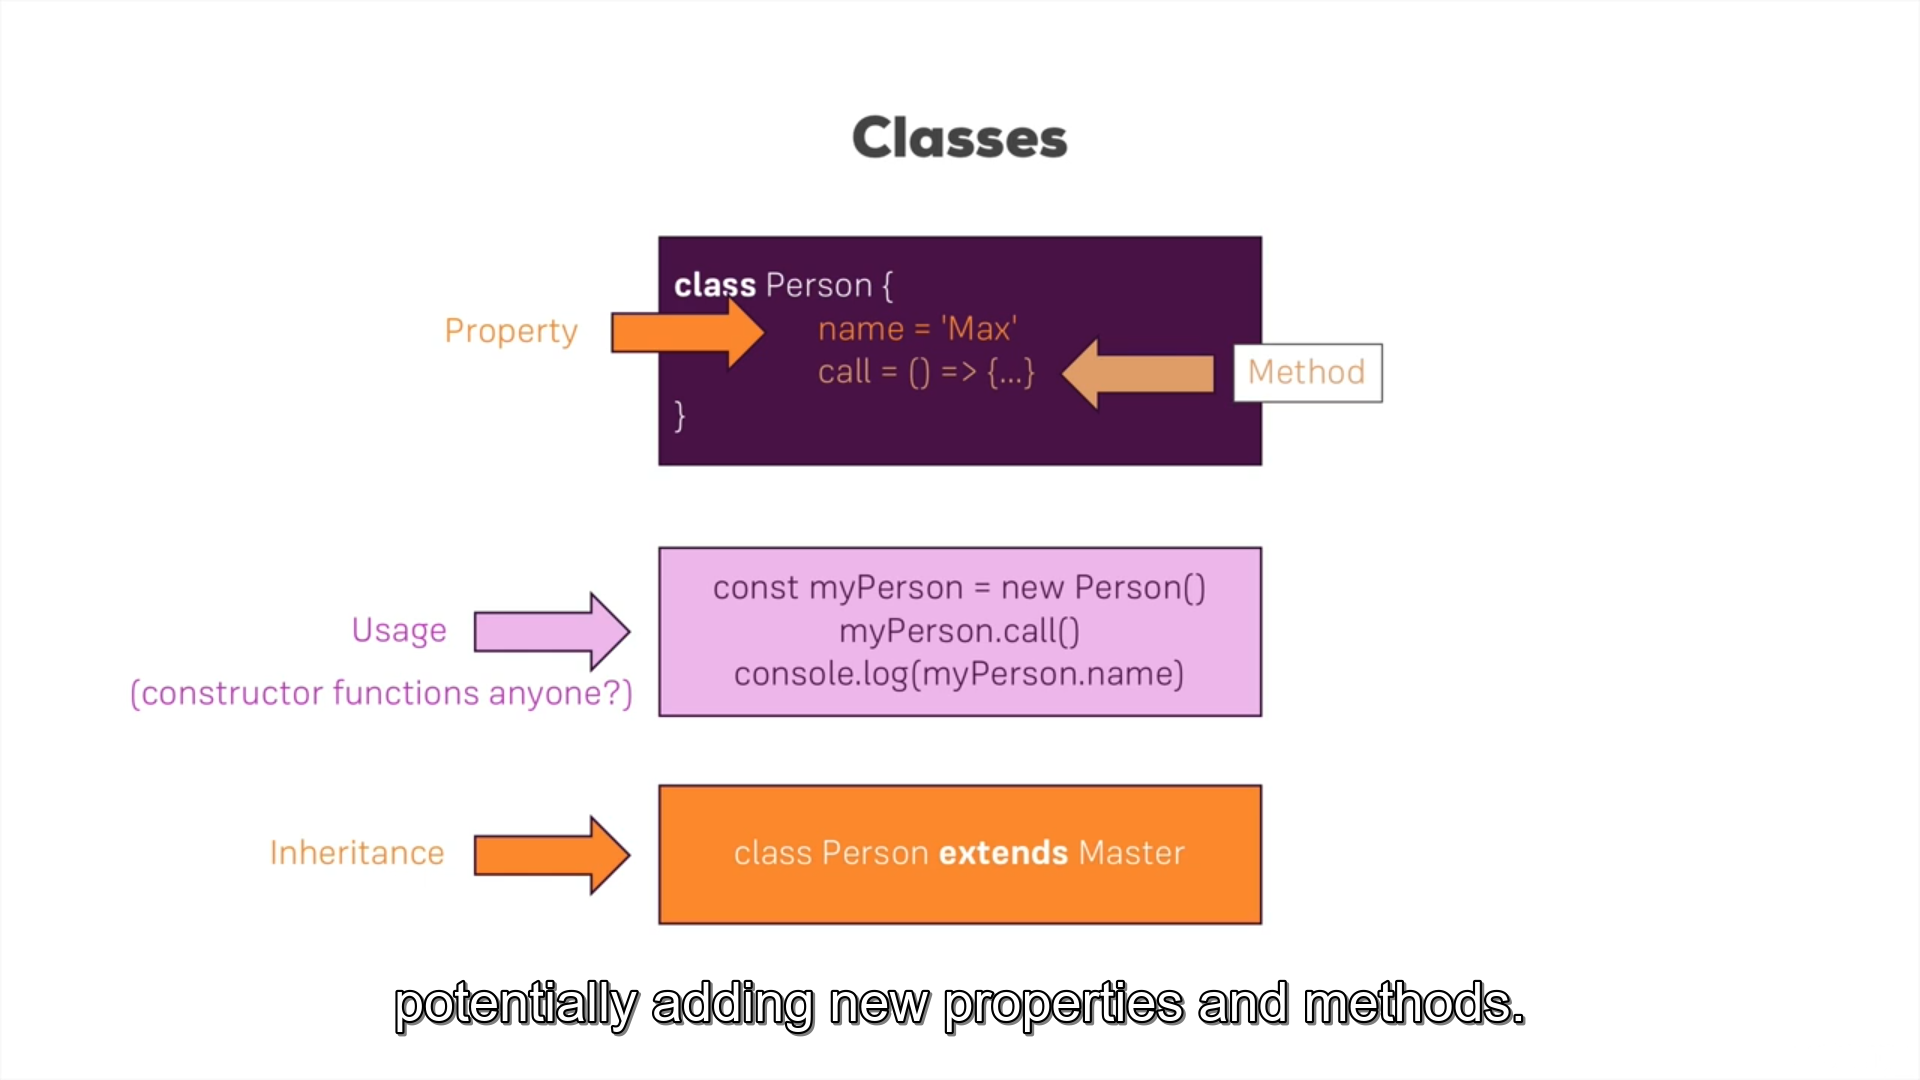 Classes
class Person {
Property
name = 'Max'
call = () => {...}
Method
}
const myPerson = new Person()
Usage
myPerson.call()
(constructor functions anyone?)
console.log(myPerson.name)
Inheritance
class Person extends Master
potentially adding new properties and methods.